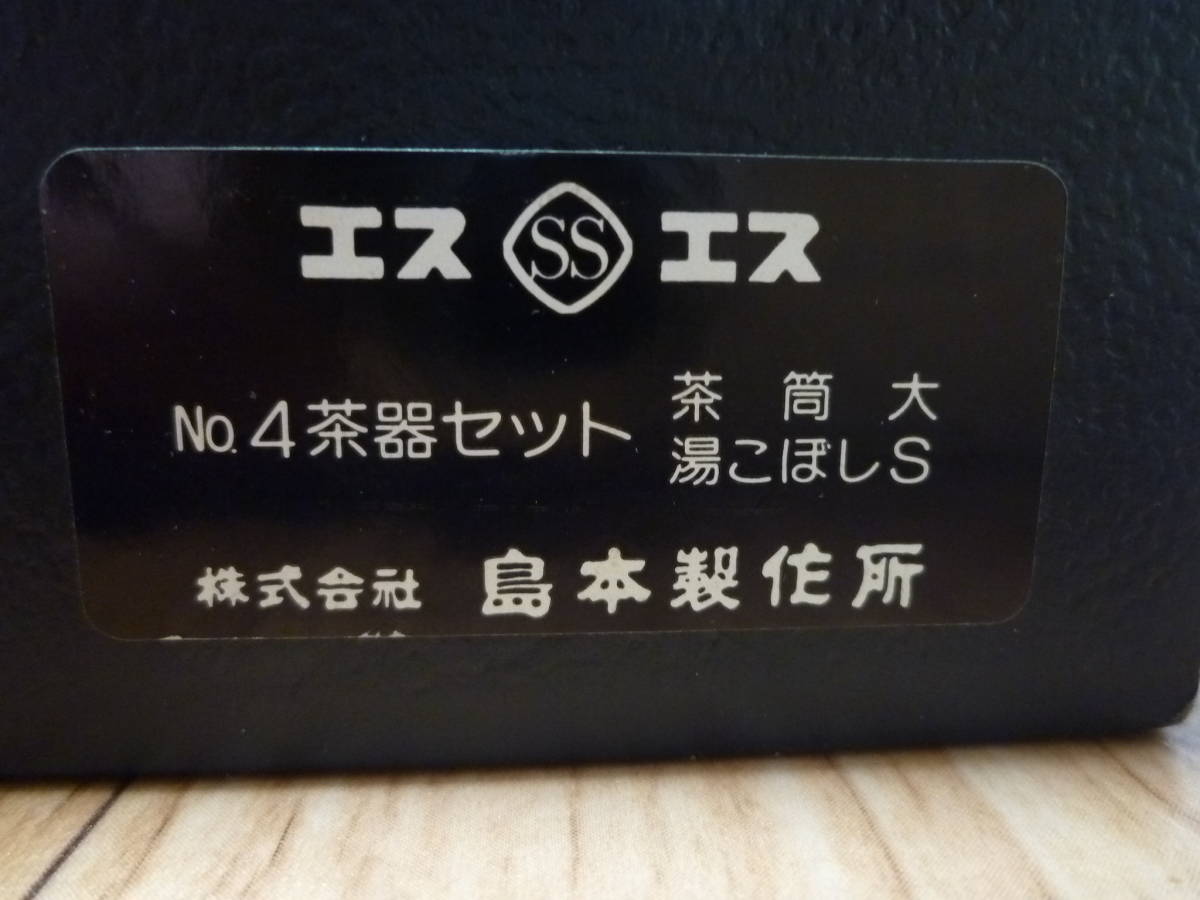 エス SS エス
No.4茶器セット
茶筒大
湯こぼしS
株式会社 島本製作所